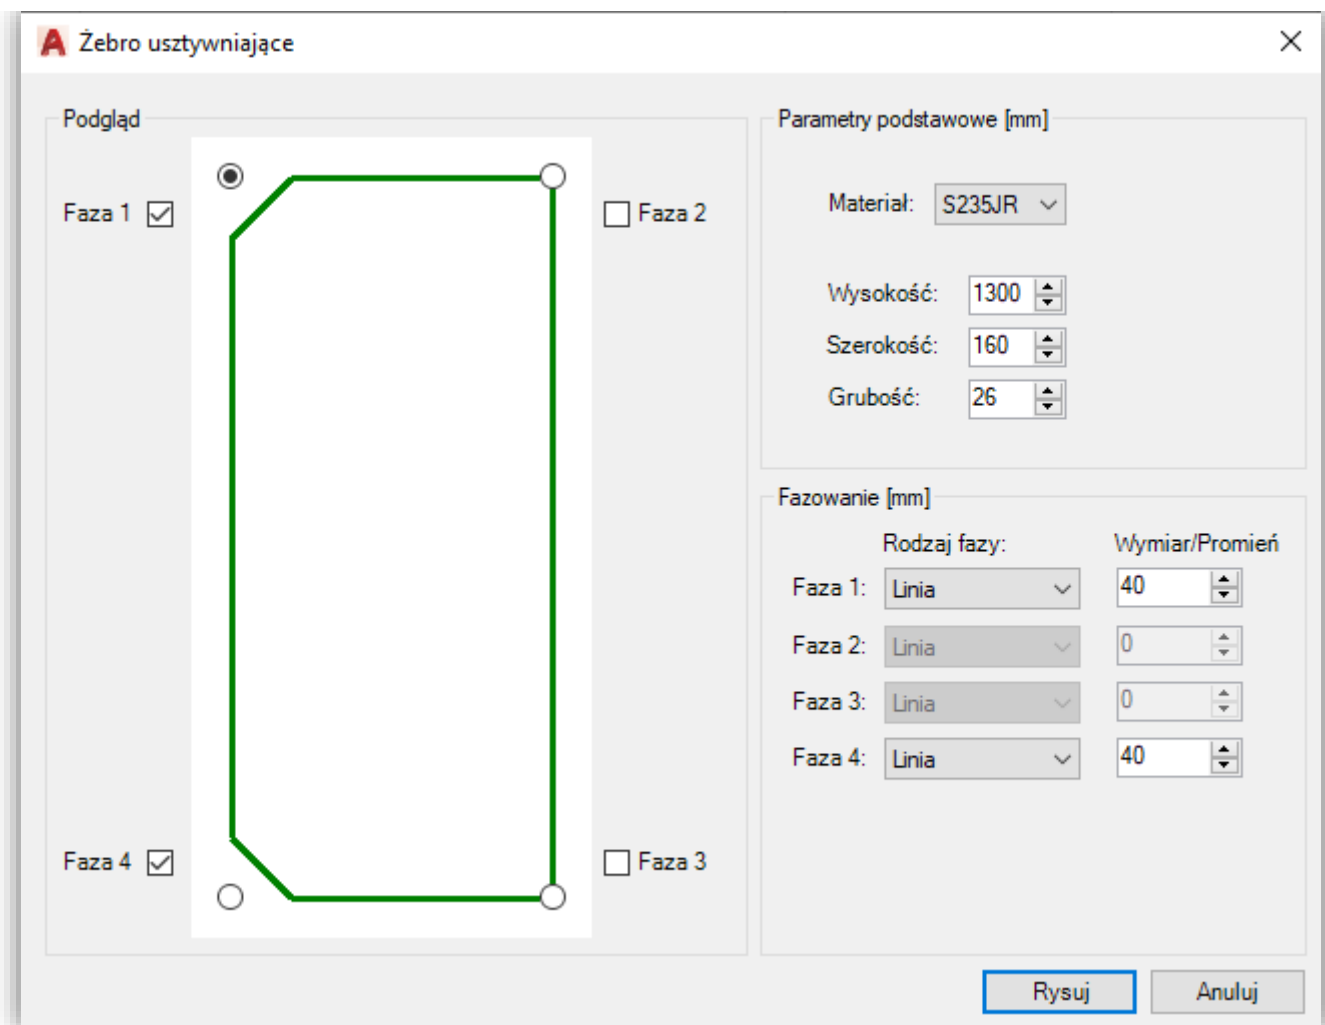 Żebro usztywniające
Podgląd
Faza 1
Faza 2
Faza 4
Faza 3
Parametry podstawowe [mm]
Materiał: S235JR
Wysokość: 1300
Szerokość: 160
Grubość: 26
Fazowanie [mm]
Rodzaj fazy: Wymiar/Promień
Faza 1: Linia 40
Faza 2: Linia 0
Faza 3: Linia 0
Faza 4: Linia 40
Rysuj Anuluj